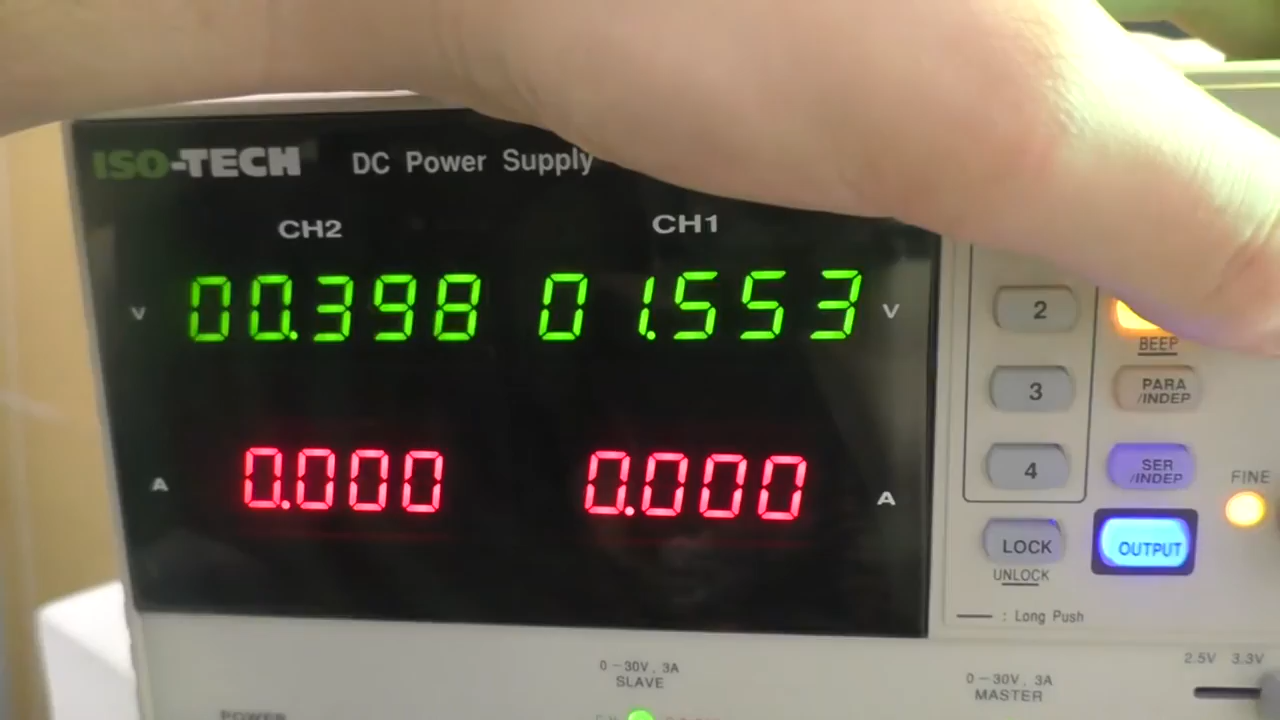 ISO-TECH DC Power Supply
CH2 CH1
V 00.398 01.553 V
A 0.000 0.000 A
2
BEEP
3
PARA
/INDEP
4
SER
/INDEP
FINE
LOCK
OUTPUT
UNLOCK
: Long Push
2.5V 3.3V
0-30V, 3A
SLAVE
0-30V, 3A
MASTER
POWER